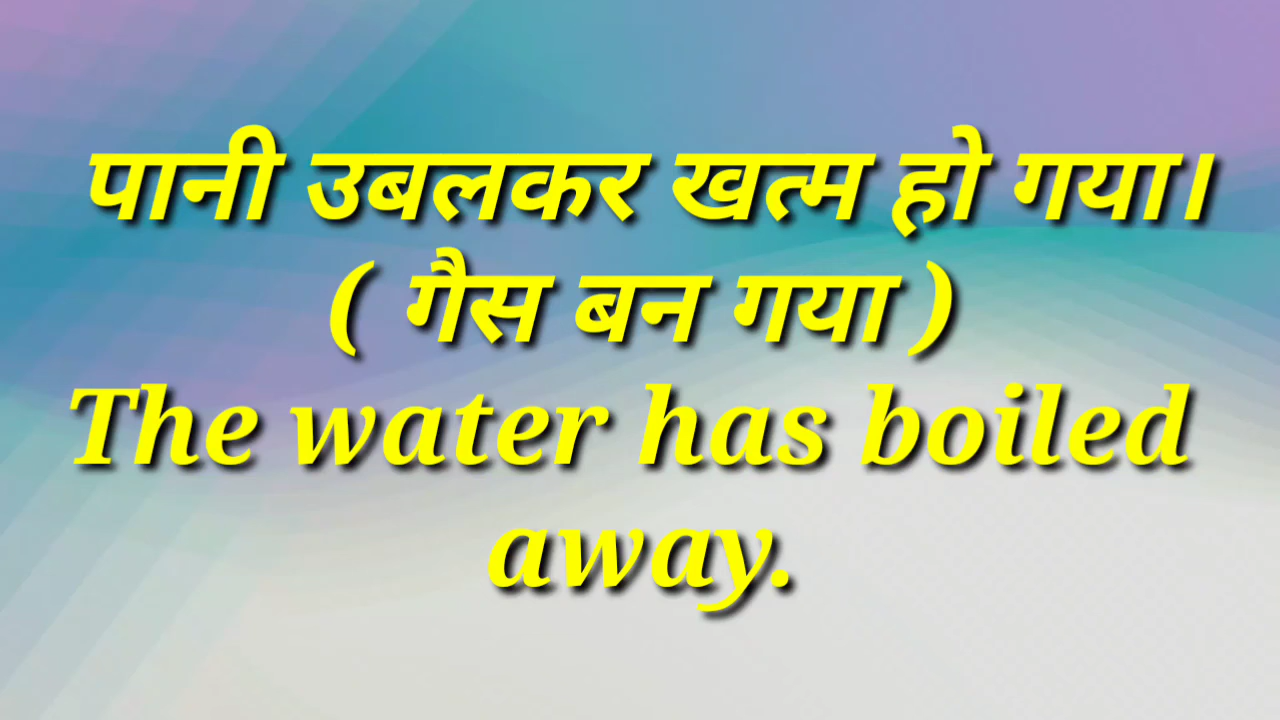 पानी उबलकर खत्म हो गया।
( गैस बन गया )
The water has boiled
away.